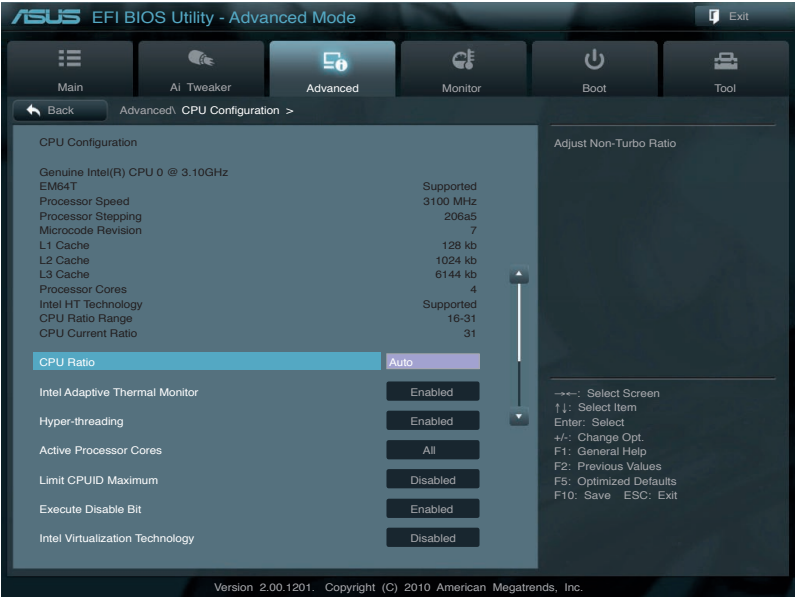 ASUS EFI BIOS Utility - Advanced Mode
Exit
Main
Ai Tweaker
Advanced
Monitor
Boot
Tool
Back
Advanced\ CPU Configuration >
CPU Configuration
Genuine Intel(R) CPU 0 @ 3.10GHz
EM64T Supported
Processor Speed 3100 MHz
Processor Stepping 206a5
Microcode Revision 7
L1 Cache 128 kb
L2 Cache 1024 kb
L3 Cache 6144 kb
Processor Cores 4
Intel HT Technology Supported
CPU Ratio Range 16-31
CPU Current Ratio 31
CPU Ratio Auto
Intel Adaptive Thermal Monitor Enabled
Hyper-threading Enabled
Active Processor Cores All
Limit CPUID Maximum Disabled
Execute Disable Bit Enabled
Intel Virtualization Technology Disabled
Adjust Non-Turbo Ratio
→←: Select Screen
↑↓: Select Item
Enter: Select
+/-: Change Opt.
F1: General Help
F2: Previous Values
F5: Optimized Defaults
F10: Save ESC: Exit
Version 2.00.1201. Copyright (C) 2010 American Megatrends, Inc.